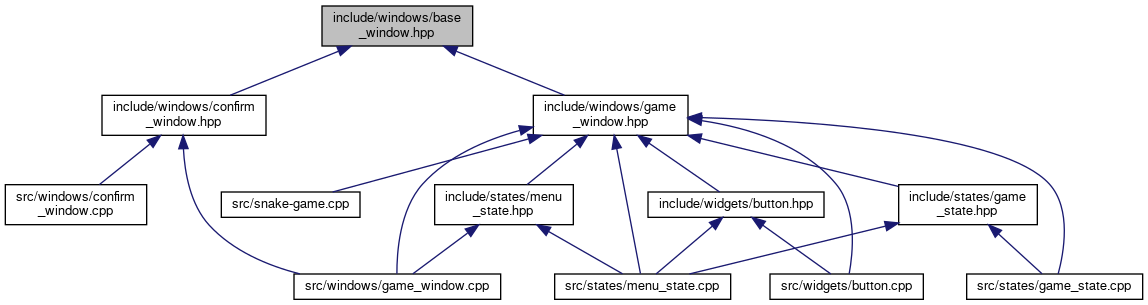 include/windows/base
_window.hpp
include/windows/confirm
_window.hpp
include/windows/game
_window.hpp
src/windows/confirm
_window.cpp
src/snake-game.cpp
include/states/menu
_state.hpp
include/widgets/button.hpp
include/states/game
_state.hpp
src/windows/game_window.cpp
src/states/menu_state.cpp
src/widgets/button.cpp
src/states/game_state.cpp